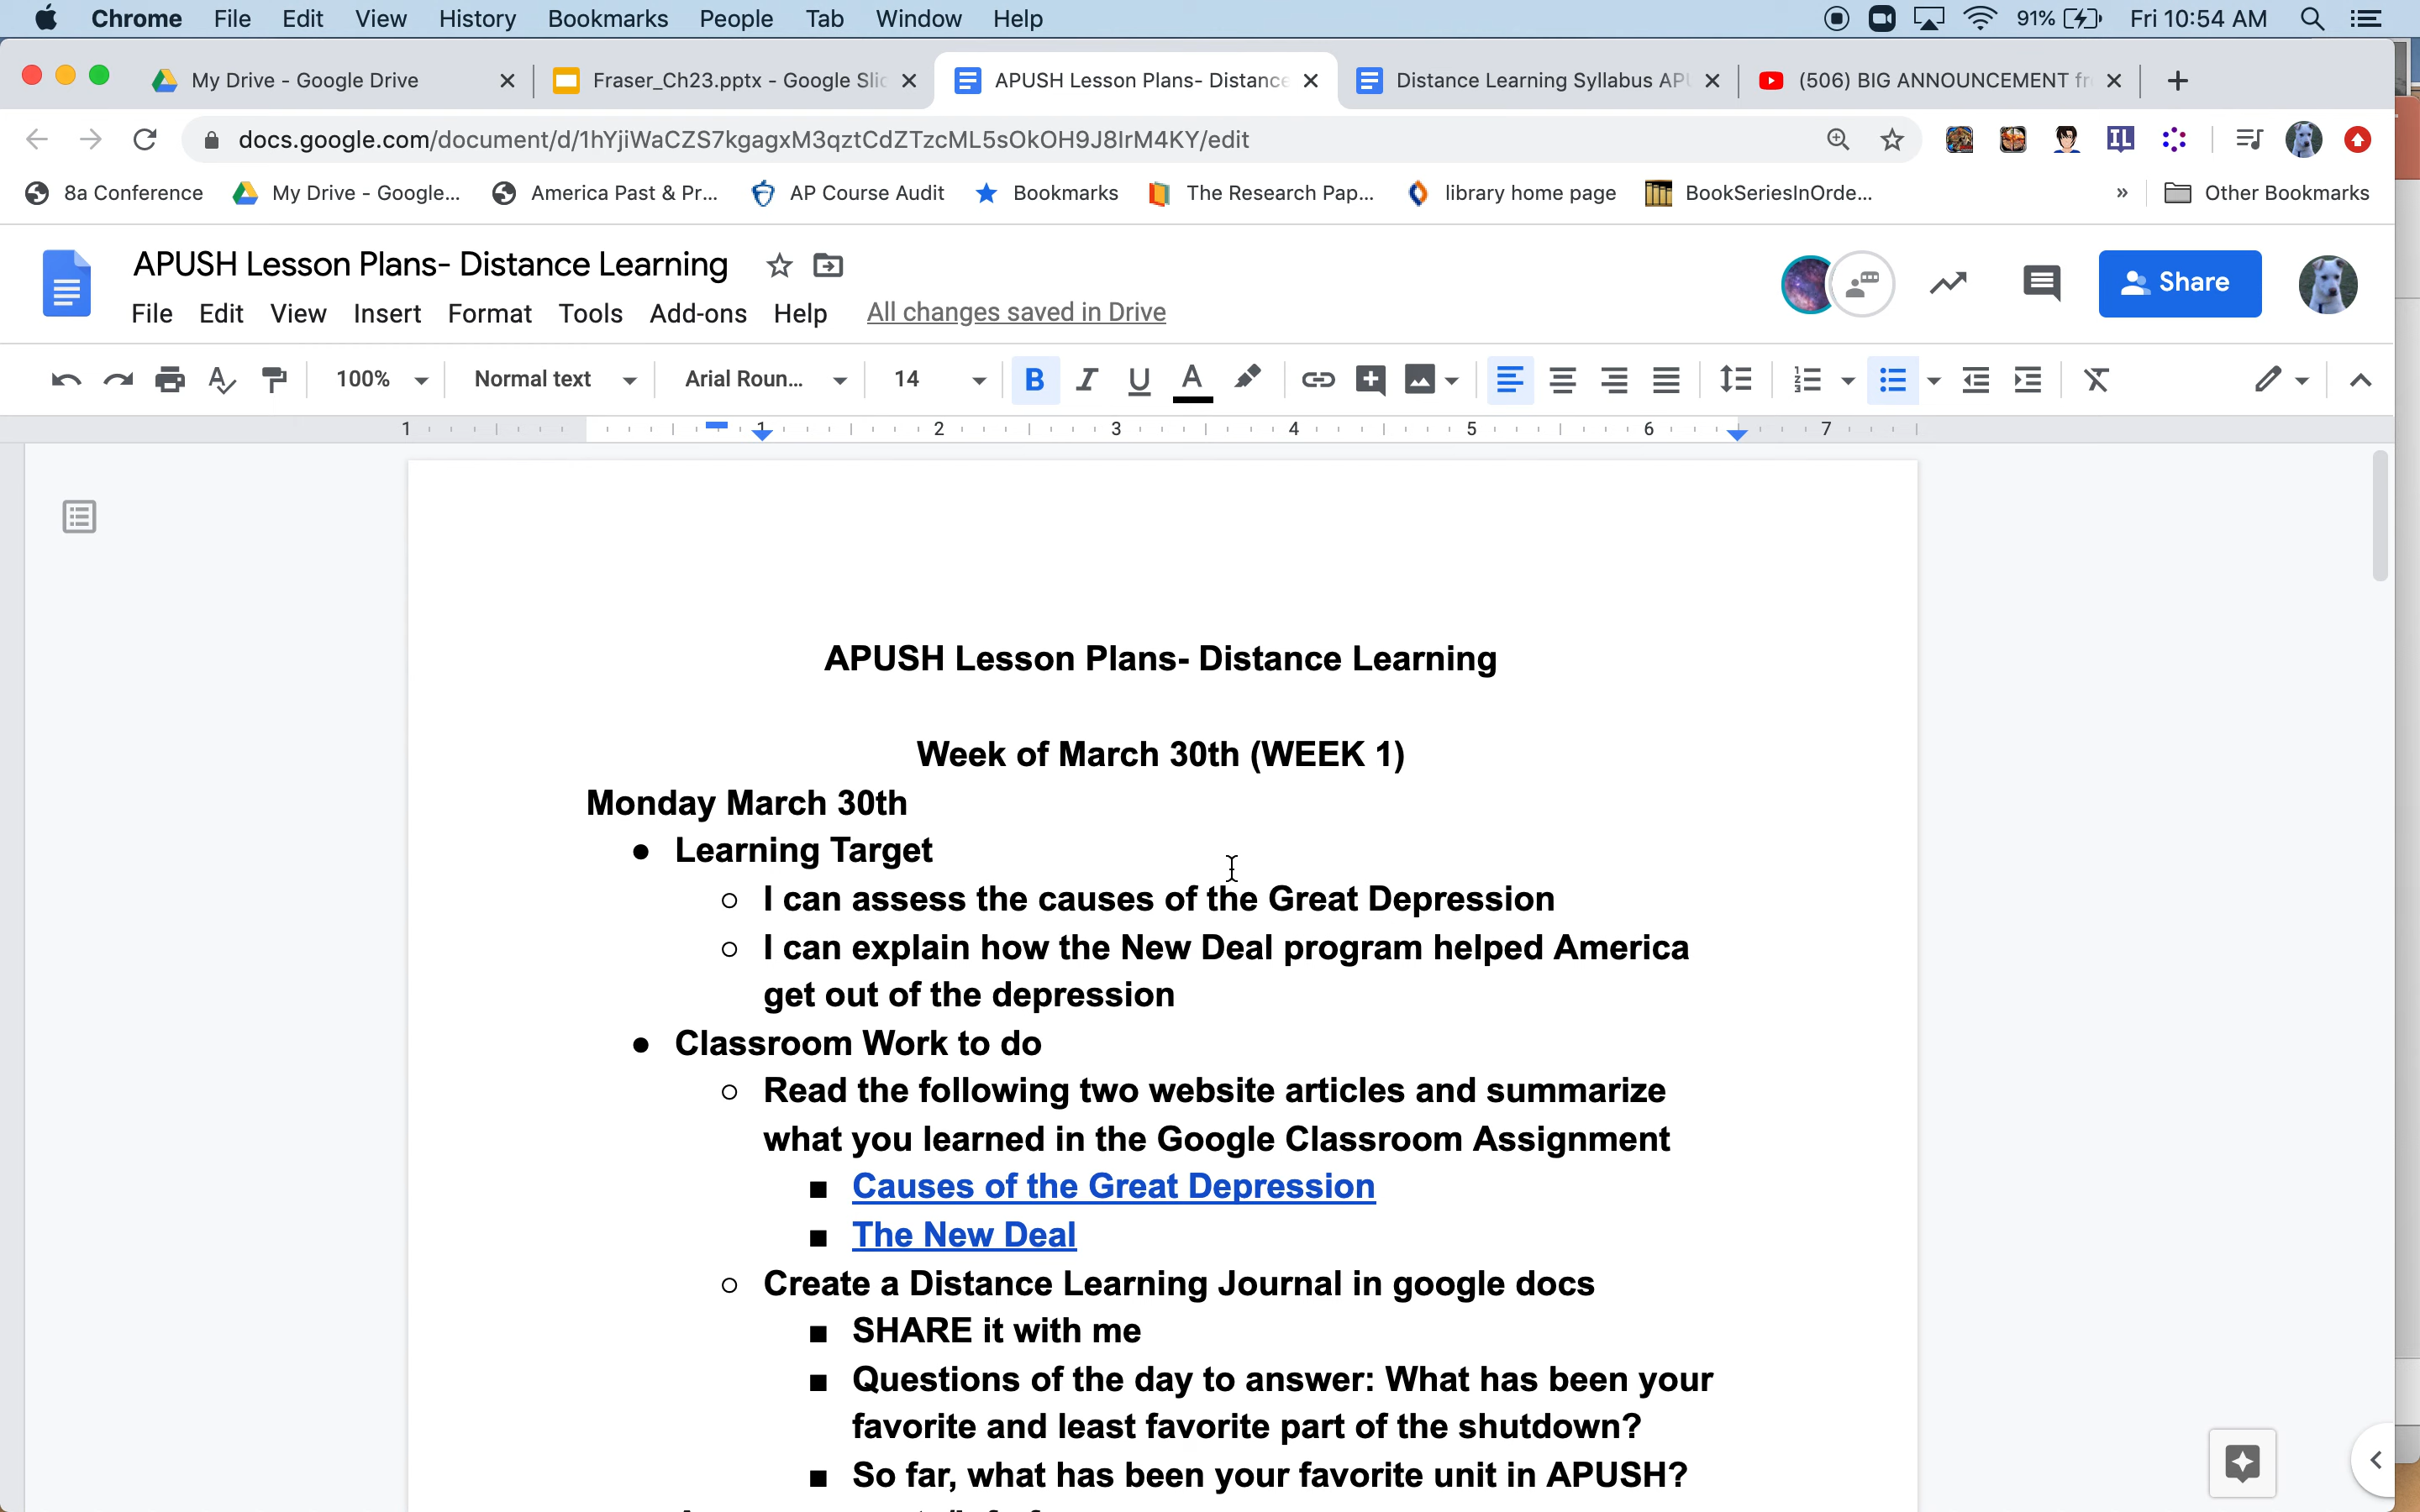 Chrome File Edit View History Bookmarks People Tab Window Help 91% Fri 10:54 AM
My Drive - Google Drive Fraser_Ch23.pptx - Google Slic APUSH Lesson Plans- Distance Distance Learning Syllabus APU (506) BIG ANNOUNCEMENT fr
docs.google.com/document/d/1hYjiWaCZS7kgagxM3qztCdZTzcML5sOkOH9J8IrM4KY/edit IL
8a Conference My Drive - Google... America Past & Pr... AP Course Audit Bookmarks The Research Pap... library home page BookSeriesInOrde... » Other Bookmarks
APUSH Lesson Plans- Distance Learning
File Edit View Insert Format Tools Add-ons Help All changes saved in Drive Share
100% Normal text Arial Roun... 14 B I U A
1 1 2 3 4 5 6 7
APUSH Lesson Plans- Distance Learning
Week of March 30th (WEEK 1)
Monday March 30th
● Learning Target
○ I can assess the causes of the Great Depression
○ I can explain how the New Deal program helped America
get out of the depression
● Classroom Work to do
○ Read the following two website articles and summarize
what you learned in the Google Classroom Assignment
■ Causes of the Great Depression
■ The New Deal
○ Create a Distance Learning Journal in google docs
■ SHARE it with me
■ Questions of the day to answer: What has been your
favorite and least favorite part of the shutdown?
■ So far, what has been your favorite unit in APUSH?